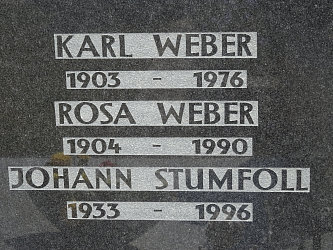 KARL WEBER
1903 - 1976
ROSA WEBER
1904 - 1990
JOHANN STUMFOLL
1933 - 1996